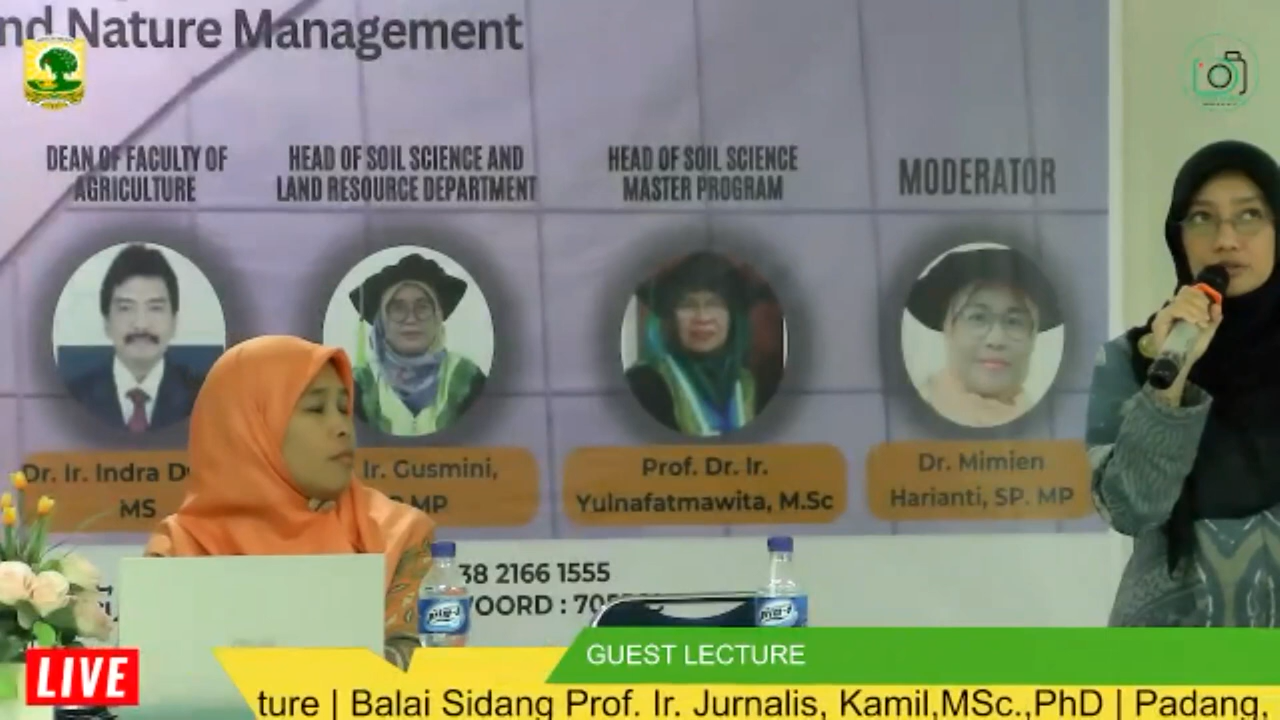 nd Nature Management
DEAN OF FACULTY OF
AGRICULTURE
HEAD OF SOIL SCIENCE AND
LAND RESOURCE DEPARTMENT
HEAD OF SOIL SCIENCE
MASTER PROGRAM
MODERATOR
Dr. Ir. Indra
MS
Ir. Gusmini,
MP
Prof. Dr. Ir.
Yulnafatmawita, M.Sc
Dr. Mimien
Harianti, SP. MP
38 2166 1555
OORD : 70
LIVE
GUEST LECTURE
ture | Balai Sidang Prof. Ir. Jurnalis, Kamil,MSc.,PhD | Padang,